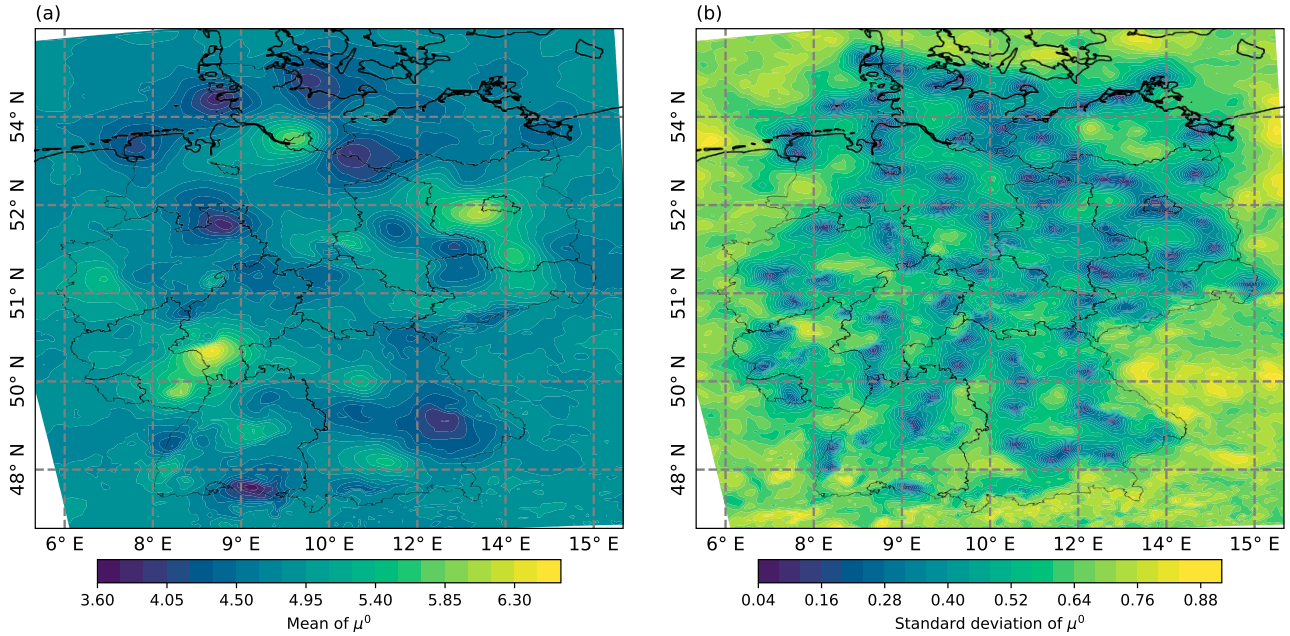 (a)
(b)
54° N
52° N
51° N
50° N
48° N
54° N
52° N
51° N
50° N
48° N
6° E 8° E 9° E 10° E 12° E 14° E 15° E
6° E 8° E 9° E 10° E 12° E 14° E 15° E
3.60 4.05 4.50 4.95 5.40 5.85 6.30
0.04 0.16 0.28 0.40 0.52 0.64 0.76 0.88
Mean of μ⁰
Standard deviation of μ⁰